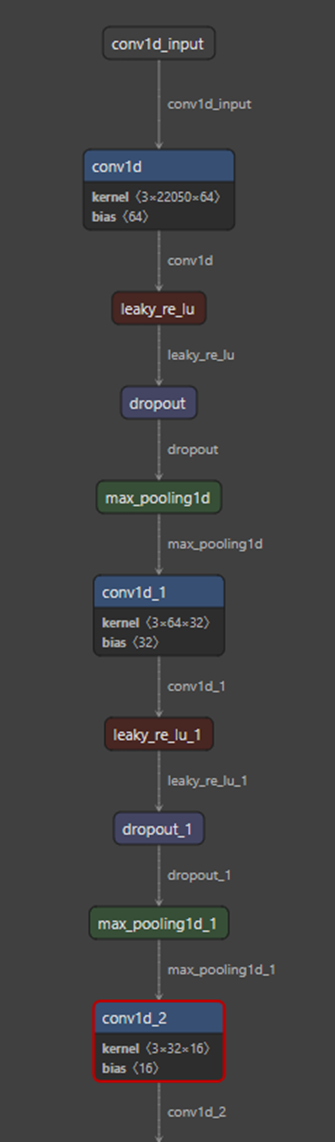 conv1d_input
conv1d_input
conv1d
kernel ⟨3×22050×64⟩
bias ⟨64⟩
conv1d
leaky_re_lu
leaky_re_lu
dropout
dropout
max_pooling1d
max_pooling1d
conv1d_1
kernel ⟨3×64×32⟩
bias ⟨32⟩
conv1d_1
leaky_re_lu_1
leaky_re_lu_1
dropout_1
dropout_1
max_pooling1d_1
max_pooling1d_1
conv1d_2
kernel ⟨3×32×16⟩
bias ⟨16⟩
conv1d_2